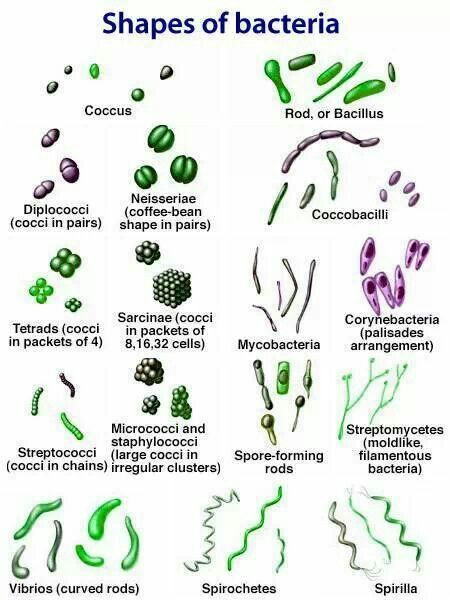 Shapes of bacteria
Coccus
Rod, or Bacillus
Diplococci
(cocci in pairs)
Neisseriae
(coffee-bean
shape in pairs)
Coccobacilli
Tetrads (cocci
in packets of 4)
Sarcinae (cocci
in packets of
8,16,32 cells)
Mycobacteria
Corynebacteria
(palisades
arrangement)
Streptococci
(cocci in chains)
Micrococci and
staphylococci
(large cocci in
irregular clusters)
Spore-forming
rods
Streptomycetes
(moldlike,
filamentous
bacteria)
Vibrios (curved rods)
Spirochetes
Spirilla